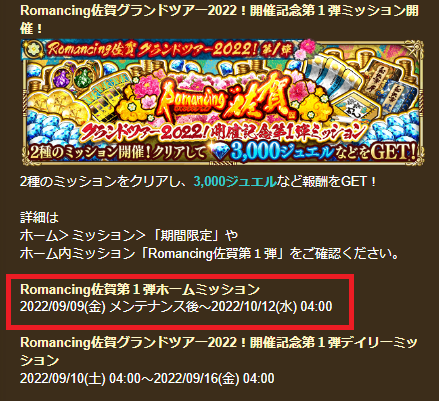 Romancing佐賀グランドツアー2022！開催記念第１弾ミッション開
催！
Romancing佐賀グランドツアー2022！第1弾
Romancing佐賀
グランドツアー2022！開催記念第1弾ミッション
2種のミッション開催！クリアして3,000ジュエルなどをGET！
2種のミッションをクリアし、3,000ジュエルなど報酬をGET！
詳細は
ホーム＞ミッション＞「期間限定」や
ホーム内ミッション「Romancing佐賀第１弾」をご確認ください。
Romancing佐賀第１弾ホームミッション
2022/09/09(金) メンテナンス後～2022/10/12(水) 04:00
Romancing佐賀グランドツアー2022！開催記念第１弾デイリーミッ
ション
2022/09/10(土) 04:00～2022/09/16(金) 04:00